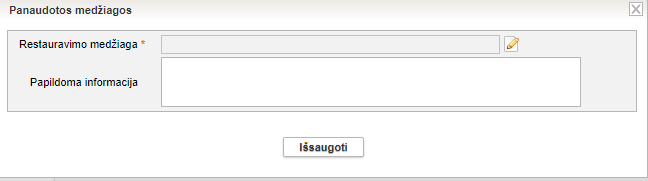 Panaudotos medžiagos
Restauravimo medžiaga *
Papildoma informacija
Išsaugoti